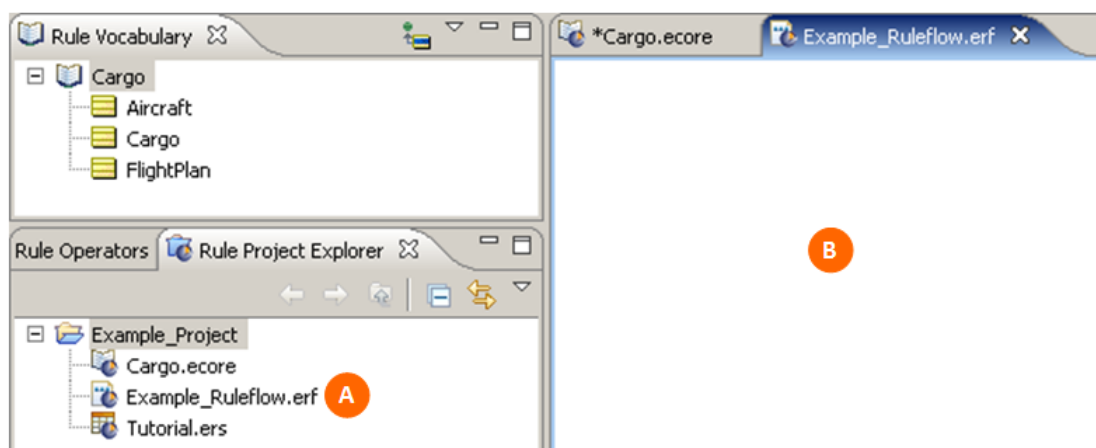 Rule Vocabulary
Cargo
Aircraft
Cargo
FlightPlan
Rule Operators Rule Project Explorer
Example_Project
Cargo.ecore
Example_Ruleflow.erf A
Tutorial.ers
*Cargo.ecore Example_Ruleflow.erf
B